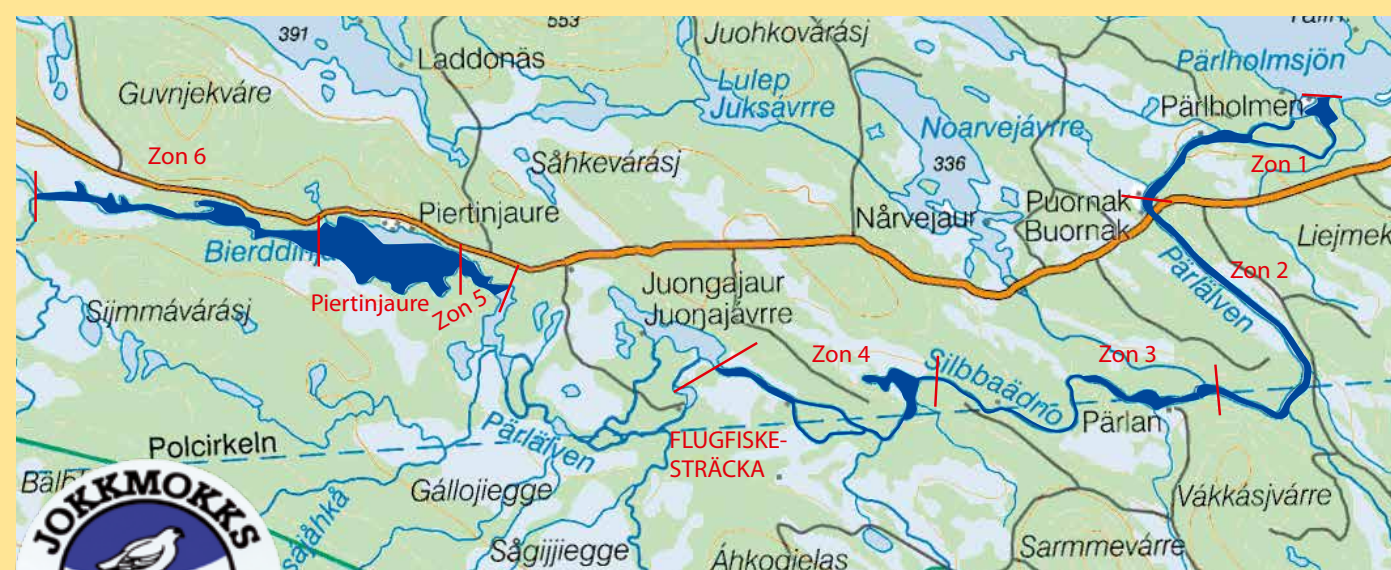 391
553
Laddonäs
Juohkovárásj
Pärlholmsjön
Guvnjekváre
Lulep
Juksávrre
Pärlholmen
Zon 6
Såhkevárásj
Noarvejávrre
336
Zon 1
Piertinjaure
Nårvejaur
Puornak
Buornak
Liejmek
Piertinjaure
Zon 5
Juongajaur
Juoŋajávrre
Zon 2
Pärlälven
Sijmmávárásj
Zon 4
Zon 3
Silbbaädno
Pärlan
Polcirkeln
Pärlälven
FLUGFISKE-
STRÄCKA
Gállojiegge
Vákkásjvárre
JOKKMOKKS
Sågijjiegge
Áhkogielas
Sarmmevárre